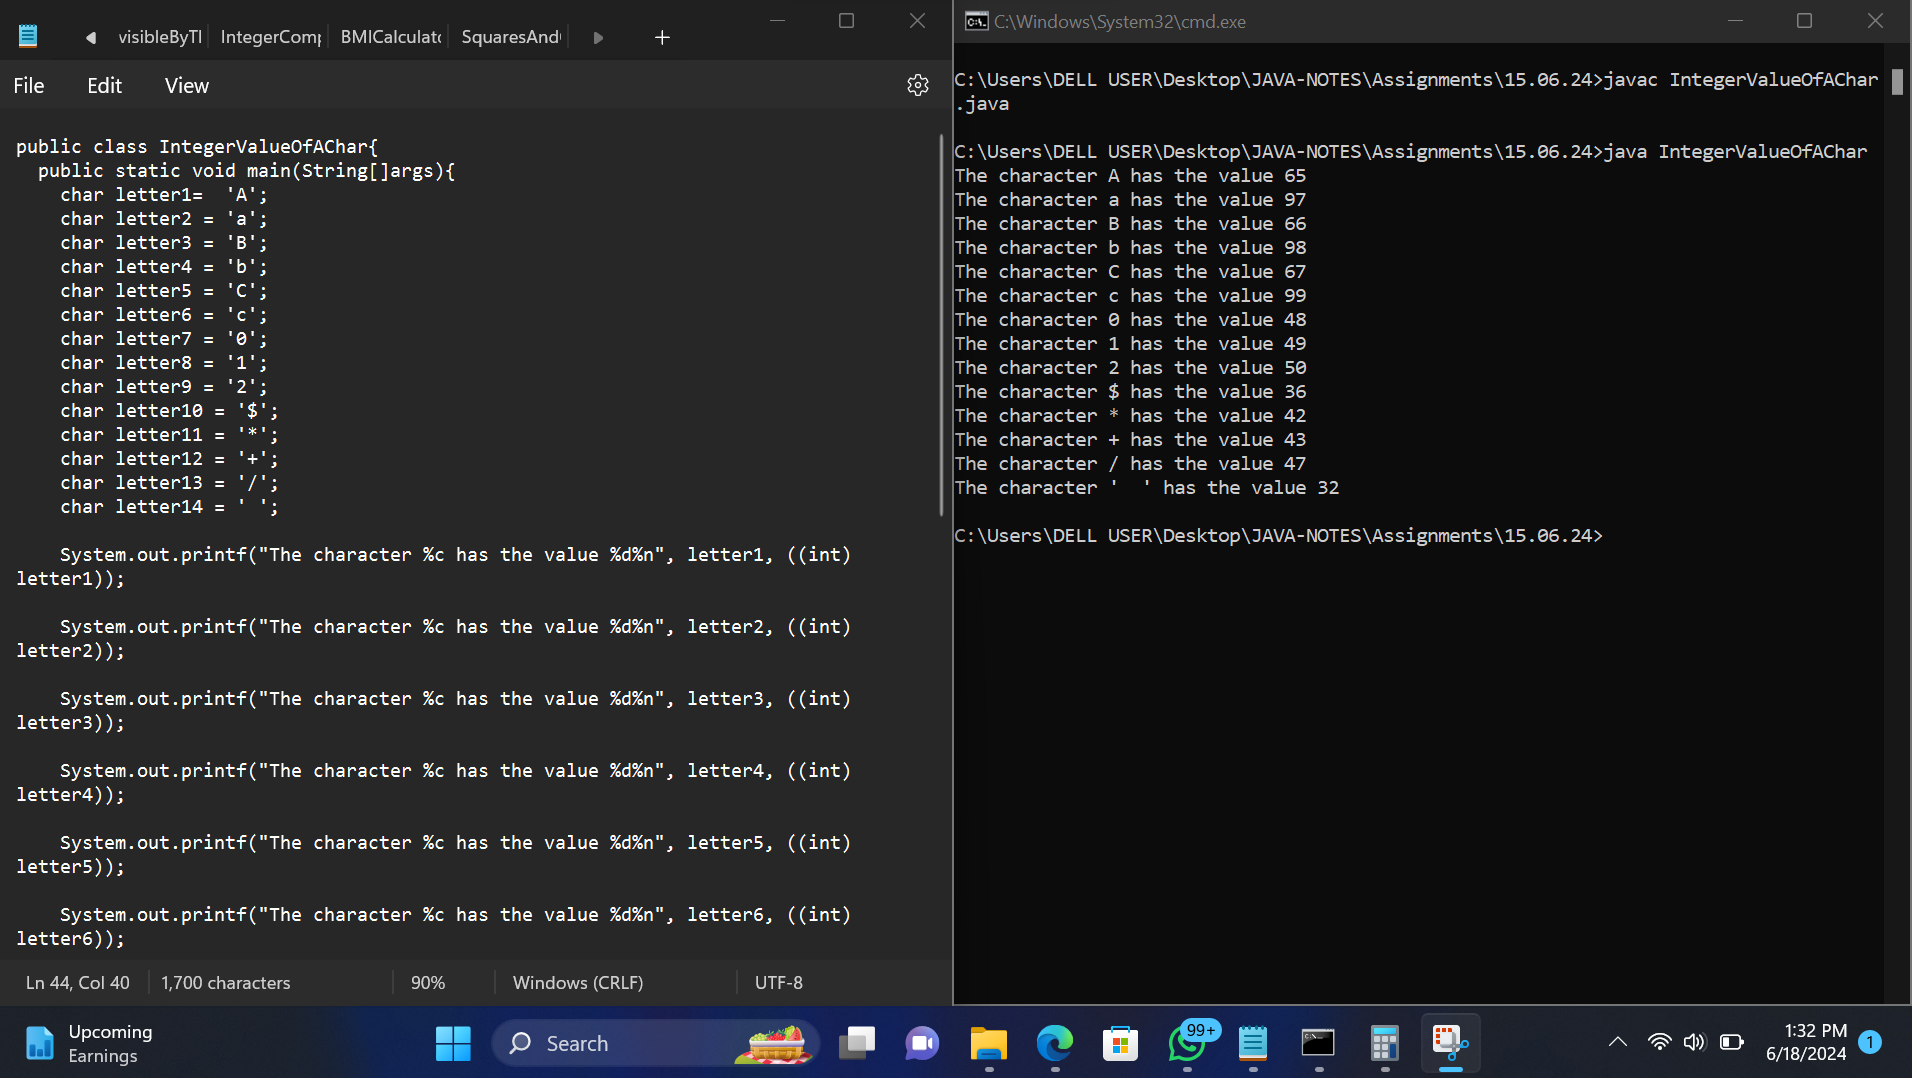 visibleByTl IntegerComp BMICalculato SquaresAnd
File Edit View
public class IntegerValueOfAChar{
public static void main(String[]args){
char letter1=  'A';
char letter2 = 'a';
char letter3 = 'B';
char letter4 = 'b';
char letter5 = 'C';
char letter6 = 'c';
char letter7 = '0';
char letter8 = '1';
char letter9 = '2';
char letter10 = '$';
char letter11 = '*';
char letter12 = '+';
char letter13 = '/';
char letter14 = ' ';
System.out.printf("The character %c has the value %d%n", letter1, ((int)
letter1));
System.out.printf("The character %c has the value %d%n", letter2, ((int)
letter2));
System.out.printf("The character %c has the value %d%n", letter3, ((int)
letter3));
System.out.printf("The character %c has the value %d%n", letter4, ((int)
letter4));
System.out.printf("The character %c has the value %d%n", letter5, ((int)
letter5));
System.out.printf("The character %c has the value %d%n", letter6, ((int)
letter6));
Ln 44, Col 40 1,700 characters 90% Windows (CRLF) UTF-8
C:\Windows\System32\cmd.exe
C:\Users\DELL USER\Desktop\JAVA-NOTES\Assignments\15.06.24>javac IntegerValueOfAChar
.java
C:\Users\DELL USER\Desktop\JAVA-NOTES\Assignments\15.06.24>java IntegerValueOfAChar
The character A has the value 65
The character a has the value 97
The character B has the value 66
The character b has the value 98
The character C has the value 67
The character c has the value 99
The character 0 has the value 48
The character 1 has the value 49
The character 2 has the value 50
The character $ has the value 36
The character * has the value 42
The character + has the value 43
The character / has the value 47
The character '  ' has the value 32
C:\Users\DELL USER\Desktop\JAVA-NOTES\Assignments\15.06.24>
Upcoming
Earnings
Search
99+
1:32 PM
6/18/2024
1